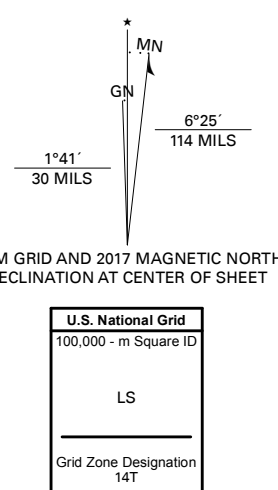 ★
MN
GN
6°25´
114 MILS
1°41´
30 MILS
M GRID AND 2017 MAGNETIC NORTH
ECLINATION AT CENTER OF SHEET
U.S. National Grid
100,000 - m Square ID
LS
Grid Zone Designation
14T